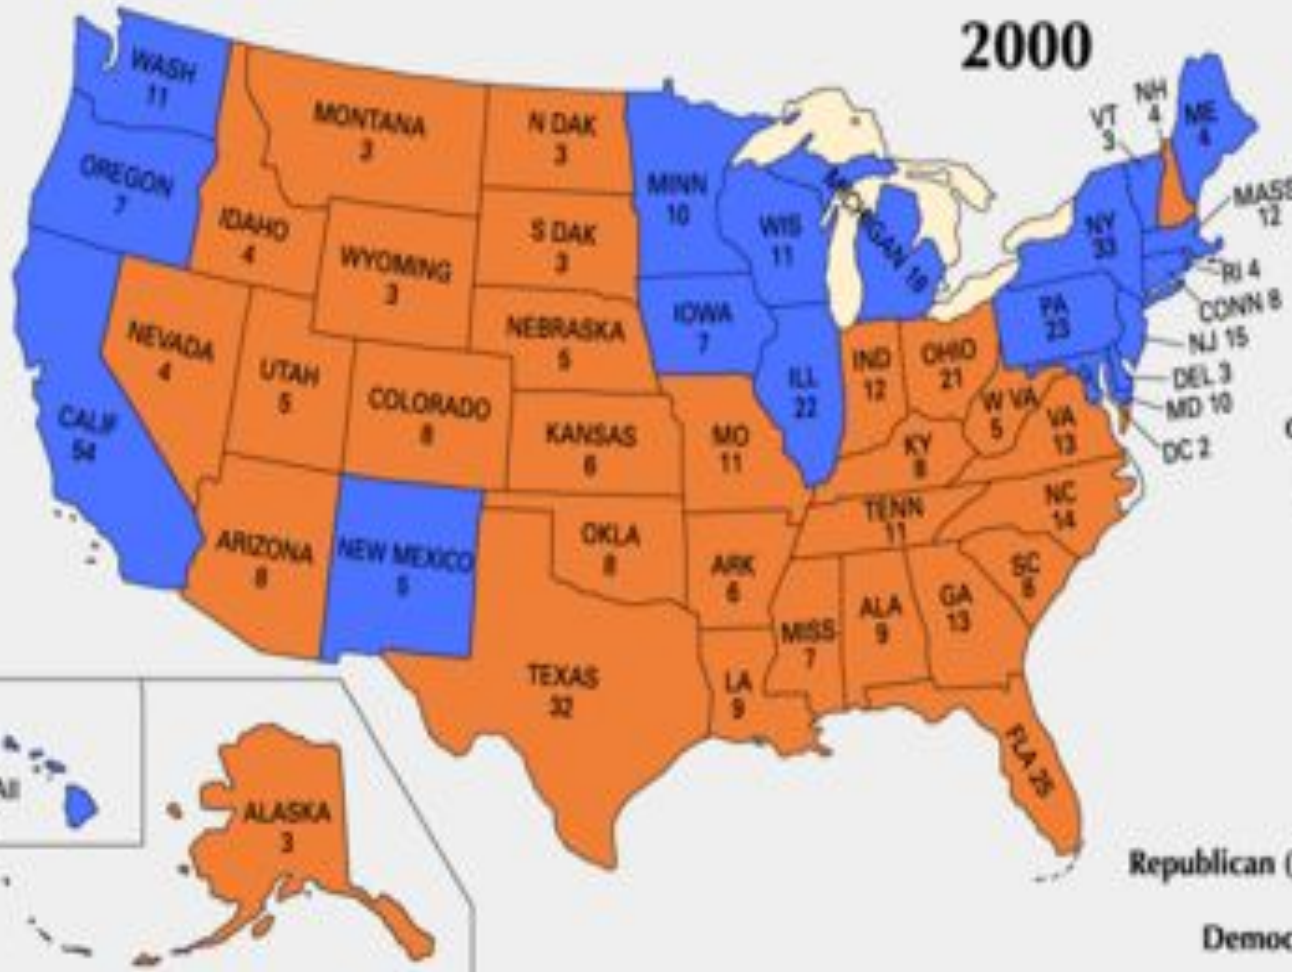 2000
WASH
11
OREGON
7
CALIF
54
NEVADA
4
IDAHO
4
MONTANA
3
WYOMING
3
UTAH
5
COLORADO
8
ARIZONA
8
NEW MEXICO
5
N DAK
3
S DAK
3
NEBRASKA
5
KANSAS
6
OKLA
8
TEXAS
32
MINN
10
IOWA
7
MO
11
ARK
6
LA
9
WIS
11
ILL
22
MICHIGAN 18
IND
12
OHIO
21
KY
8
TENN
11
MISS
7
ALA
9
GA
13
FLA 25
SC
8
NC
14
VA
13
W VA
5
PA
23
NY
33
VT
3
NH
4
ME
4
MASS
12
RI 4
CONN 8
NJ 15
DEL 3
MD 10
DC 2
AII
ALASKA
3
Republican (
Democ